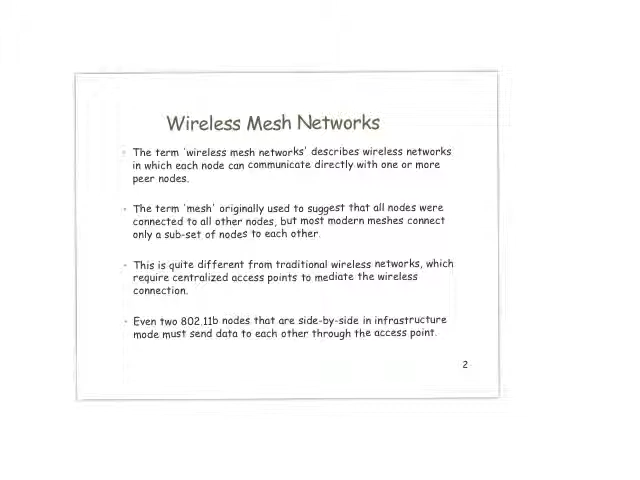 Wireless Mesh Networks
• The term 'wireless mesh networks' describes wireless networks
in which each node can communicate directly with one or more
peer nodes.
• The term 'mesh' originally used to suggest that all nodes were
connected to all other nodes, but most modern meshes connect
only a sub-set of nodes to each other.
• This is quite different from traditional wireless networks, which
require centralized access points to mediate the wireless
connection.
• Even two 802.11b nodes that are side-by-side in infrastructure
mode must send data to each other through the access point.
2